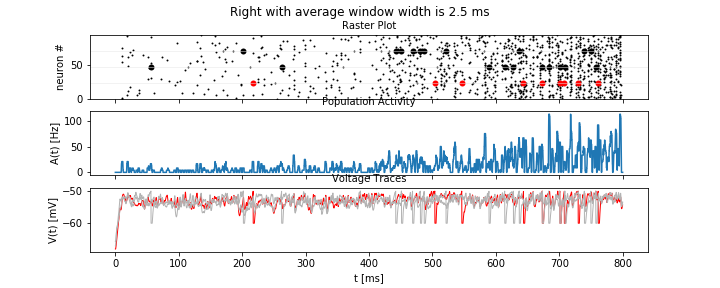 Right with average window width is 2.5 ms
Raster Plot
neuron #
50
0
Population Activity
A(t) [Hz]
100
50
0
Voltage Traces
V(t) [mV]
−50
−60
0 100 200 300 400 500 600 700 800
t [ms]